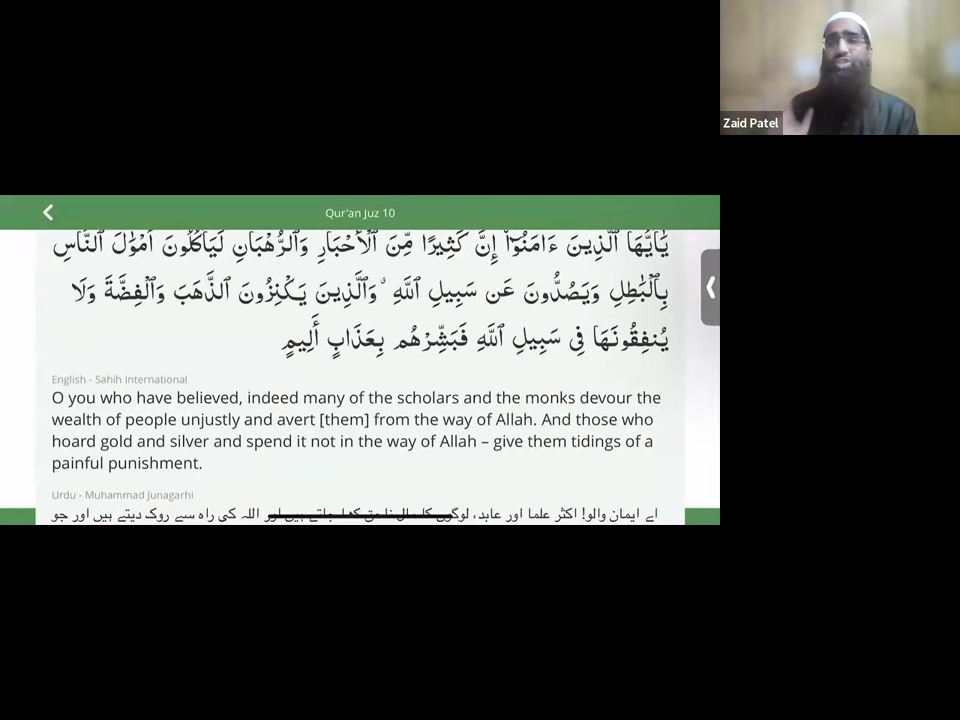 Zaid Patel
Qur'an Juz 10
يَٰٓأَيُّهَا ٱلَّذِينَ ءَامَنُوٓا۟ إِنَّ كَثِيرًا مِّنَ ٱلْأَحْبَارِ وَٱلرُّهْبَانِ لَيَأْكُلُونَ أَمْوَٰلَ ٱلنَّاسِ
بِٱلْبَٰطِلِ وَيَصُدُّونَ عَن سَبِيلِ ٱللَّهِ ۗ وَٱلَّذِينَ يَكْنِزُونَ ٱلذَّهَبَ وَٱلْفِضَّةَ وَلَا
يُنفِقُونَهَا فِى سَبِيلِ ٱللَّهِ فَبَشِّرْهُم بِعَذَابٍ أَلِيمٍ
English - Sahih International
O you who have believed, indeed many of the scholars and the monks devour the
wealth of people unjustly and avert [them] from the way of Allah. And those who
hoard gold and silver and spend it not in the way of Allah – give them tidings of a
painful punishment.
Urdu - Muhammad Junagarhi
اے ایمان والو! اکثر علما اور عابد، لوگوں کا مال ناحق کھا جاتے ہیں اور اللہ کی راه سے روک دیتے ہیں اور جو